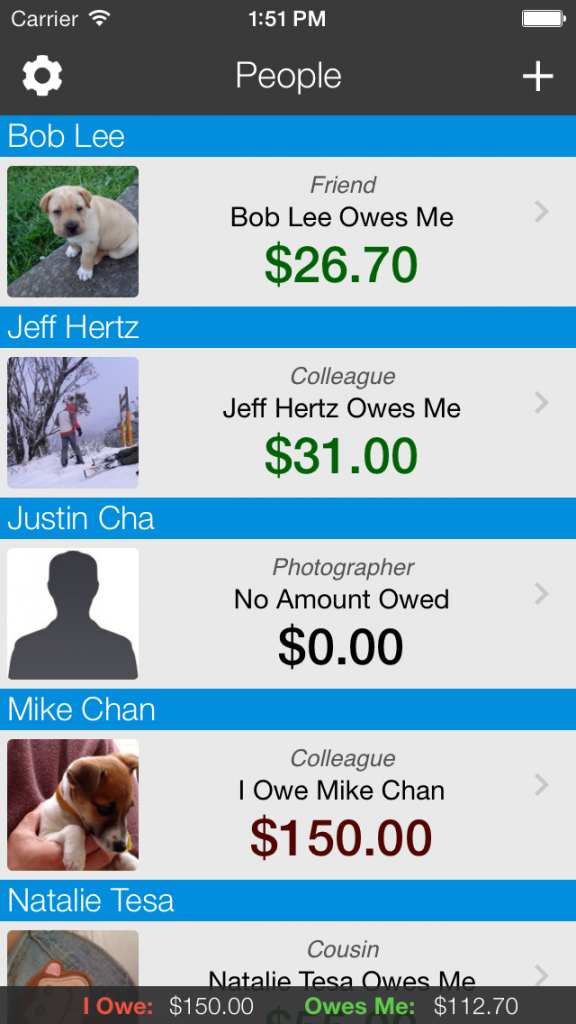 Carrier 1:51 PM
People
Bob Lee
Friend
Bob Lee Owes Me
$26.70
Jeff Hertz
Colleague
Jeff Hertz Owes Me
$31.00
Justin Cha
Photographer
No Amount Owed
$0.00
Mike Chan
Colleague
I Owe Mike Chan
$150.00
Natalie Tesa
Cousin
Natalie Tesa Owes Me
I Owe: $150.00 Owes Me: $112.70